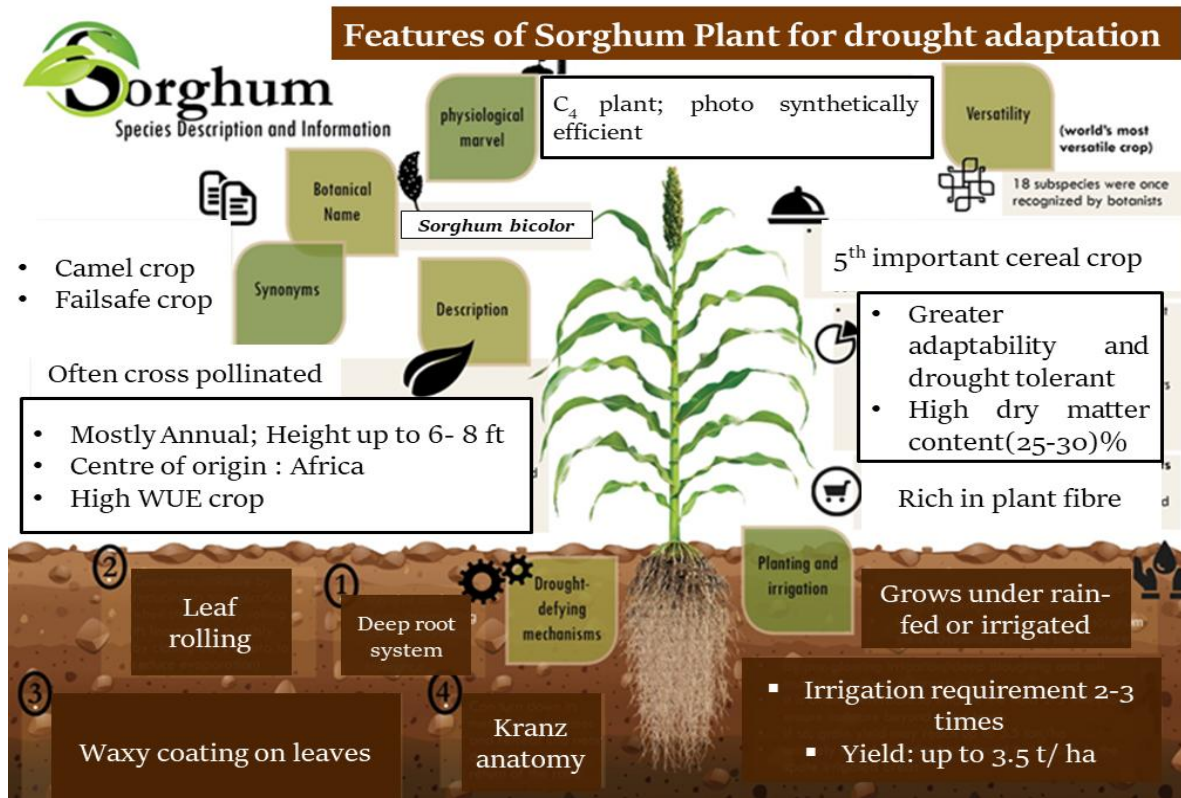 Features of Sorghum Plant for drought adaptation
Sorghum
Species Description and Information
physiological
marvel
C₄ plant; photo synthetically
efficient
Versatility
(world's most
versatile crop)
18 subspecies were once
recognized by botanists
Botanical
Name
Sorghum bicolor
• Camel crop
• Failsafe crop
Synonyms
Description
5th important cereal crop
Often cross pollinated
• Mostly Annual; Height up to 6- 8 ft
• Centre of origin : Africa
• High WUE crop
• Greater
adaptability and
drought tolerant
• High dry matter
content(25-30)%
Rich in plant fibre
2
Leaf
rolling
1
Deep root
system
Drought-
defying
mechanisms
Planting and
irrigation
Grows under rain-
fed or irrigated
3
Waxy coating on leaves
4
Kranz
anatomy
▪ Irrigation requirement 2-3
times
▪ Yield: up to 3.5 t/ ha